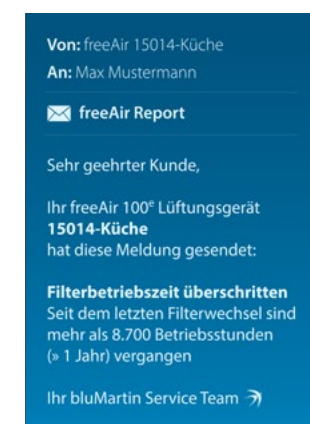 Von: freeAir 15014-Küche
An: Max Mustermann
freeAir Report
Sehr geehrter Kunde,
Ihr freeAir 100ᵉ Lüftungsgerät
15014-Küche
hat diese Meldung gesendet:
Filterbetriebszeit überschritten
Seit dem letzten Filterwechsel sind
mehr als 8.700 Betriebsstunden
(» 1 Jahr) vergangen
Ihr bluMartin Service Team